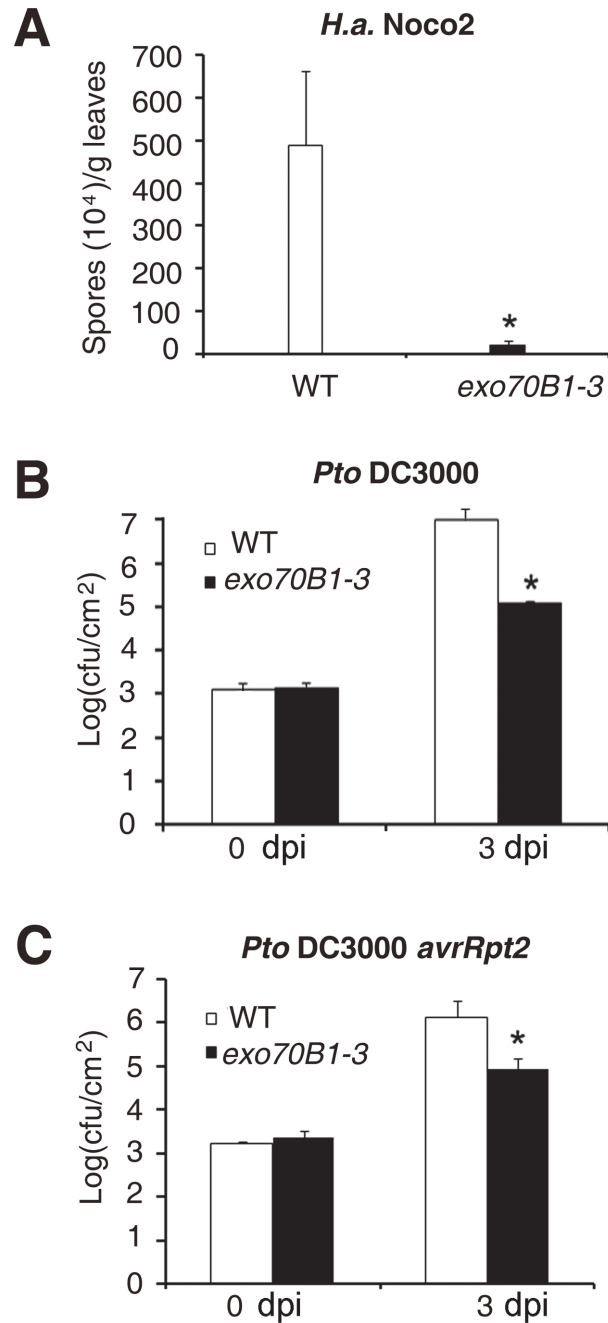 A
H.a. Noco2
Spores (10⁴)/g leaves
700
600
500
400
300
200
100
0
*
WT
exo70B1-3
B
Pto DC3000
Log(cfu/cm²)
7
6
5
4
3
2
1
0
WT
exo70B1-3
*
0 dpi
3 dpi
C
Pto DC3000 avrRpt2
Log(cfu/cm²)
7
6
5
4
3
2
1
0
WT
exo70B1-3
*
0 dpi
3 dpi